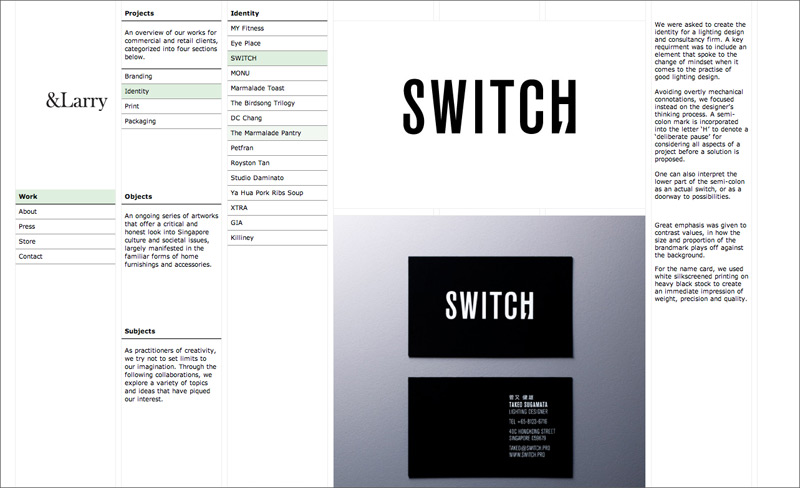 &Larry
Work
About
Press
Store
Contact
Projects
An overview of our works for
commercial and retail clients,
categorized into four sections
below.
Branding
Identity
Print
Packaging
Objects
An ongoing series of artworks
that offer a critical and
honest look into Singapore
culture and societal issues,
largely manifested in the
familiar forms of home
furnishings and accessories.
Subjects
As practitioners of creativity,
we try not to set limits to
our imagination. Through the
following collaborations, we
explore a variety of topics
and ideas that have piqued
our interest.
Identity
MY Fitness
Eye Place
SWITCH
MONU
Marmalade Toast
The Birdsong Trilogy
DC Chang
The Marmalade Pantry
Petfran
Royston Tan
Studio Daminato
Ya Hua Pork Ribs Soup
XTRA
GIA
Killiney
SWITCH
SWITCH
TAKEO SUGAMATA
LIGHTING DESIGNER
TEL +65-8123-6716
40C HONGKONG STREET
SINGAPORE 059679
TAKEO@SWITCH.PRO
WWW.SWITCH.PRO
We were asked to create the
identity for a lighting design
and consultancy firm. A key
requirment was to include an
element that spoke to the
change of mindset when it
comes to the practise of
good lighting design.
Avoiding overtly mechanical
connotations, we focused
instead on the designer's
thinking process. A semi-
colon mark is incorporated
into the letter 'H' to denote a
'deliberate pause' for
considering all aspects of a
project before a solution is
proposed.
One can also interpret the
lower part of the semi-colon
as an actual switch, or as a
doorway to possibilities.
Great emphasis was given to
contrast values, in how the
size and proportion of the
brandmark plays off against
the background.
For the name card, we used
white silkscreened printing on
heavy black stock to create
an immediate impression of
weight, precision and quality.